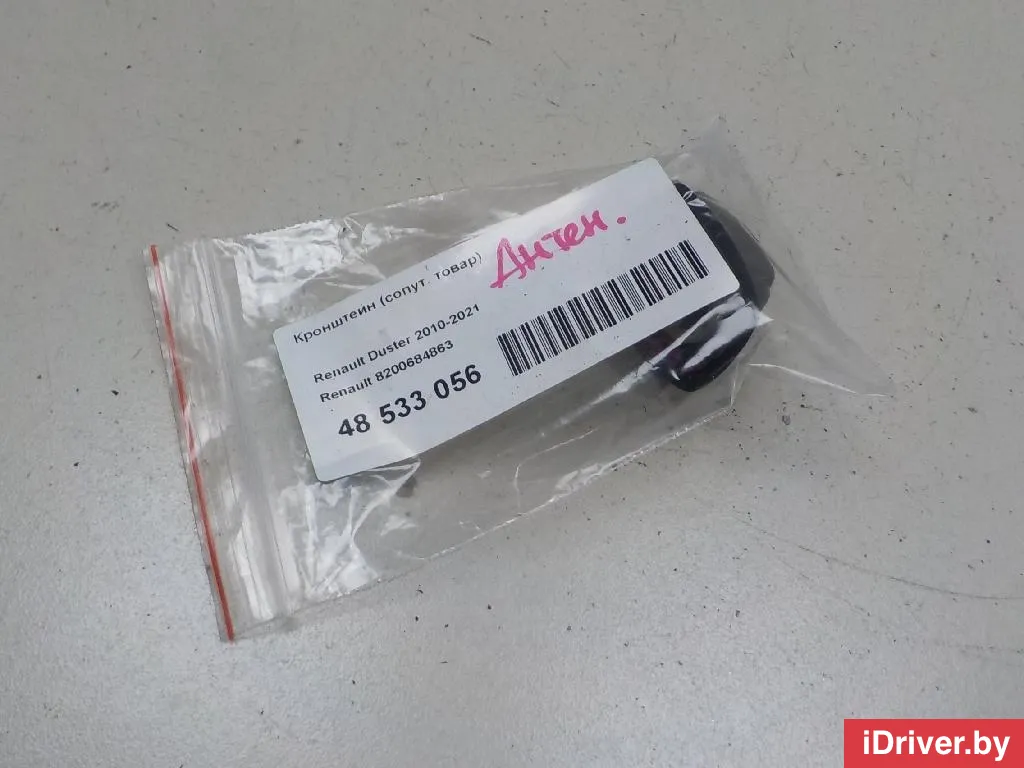 Кронштейн (сопут. товар)
Антен.
Renault Duster 2010-2021
Renault 8200684863
48 533 056
iDriver.by